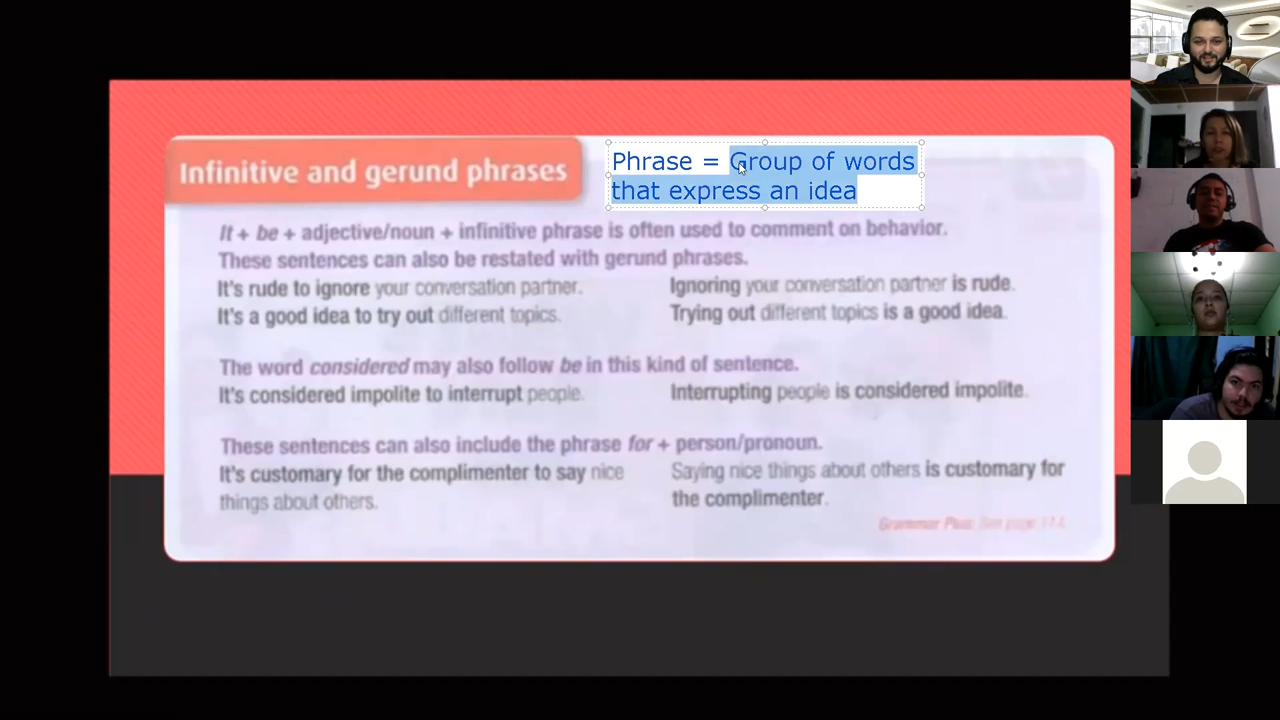 Infinitive and gerund phrases
Phrase = Group of words
that express an idea
It + be + adjective/noun + infinitive phrase is often used to comment on behavior.
These sentences can also be restated with gerund phrases.
It's rude to ignore your conversation partner.
Ignoring your conversation partner is rude.
It's a good idea to try out different topics.
Trying out different topics is a good idea.
The word considered may also follow be in this kind of sentence.
It's considered impolite to interrupt people.
Interrupting people is considered impolite.
These sentences can also include the phrase for + person/pronoun.
It's customary for the complimenter to say nice
things about others.
Saying nice things about others is customary for
the complimenter.
Grammar Plus: See page